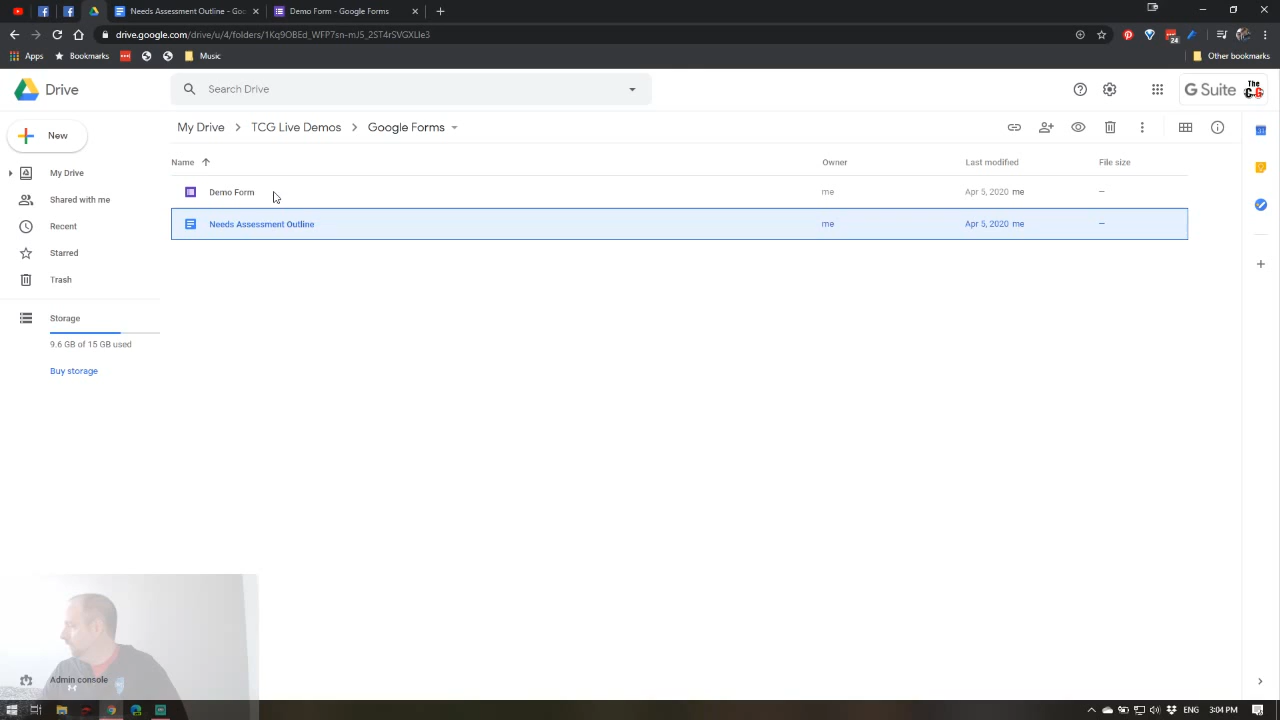 Needs Assessment Outline - Goo
Demo Form - Google Forms
drive.google.com/drive/u/4/folders/1Kq9OBEd_WFP7sn-mJ5_2ST4rSVGXLIe3
24
Apps
Bookmarks
Music
Other bookmarks
Drive
Search Drive
G Suite
The
New
My Drive
TCG Live Demos
Google Forms
Name
Owner
Last modified
File size
My Drive
Demo Form
me
Apr 5, 2020 me
–
Shared with me
Needs Assessment Outline
me
Apr 5, 2020 me
–
Recent
Starred
Trash
Storage
9.6 GB of 15 GB used
Buy storage
Admin console
ENG
3:04 PM